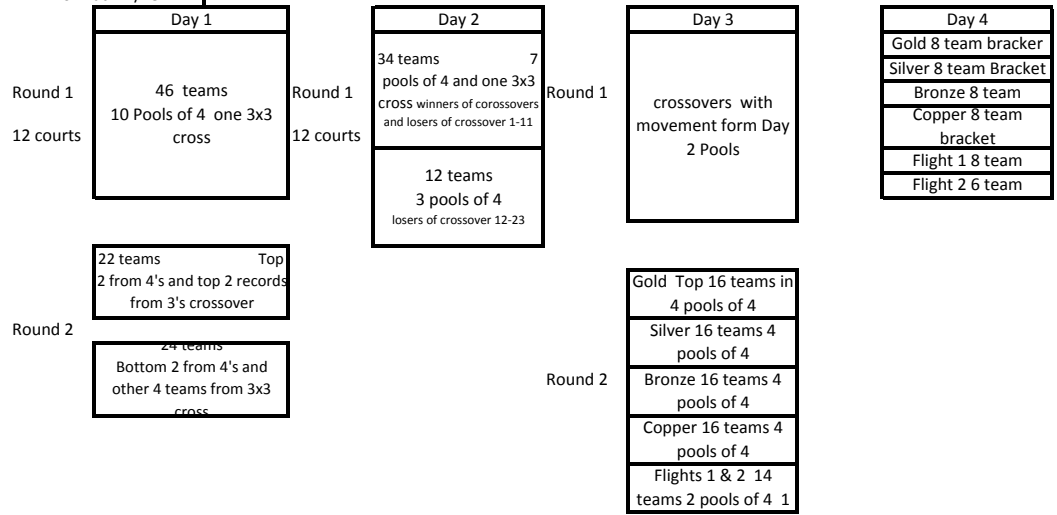 Day 1
Round 1
12 courts
46 teams
10 Pools of 4 one 3x3
cross
22 teams Top
2 from 4's and top 2 records
from 3's crossover
Round 2
24 teams
Bottom 2 from 4's and
other 4 teams from 3x3
cross
Day 2
Round 1
12 courts
34 teams 7
pools of 4 and one 3x3
cross winners of corossovers
and losers of crossover 1-11
12 teams
3 pools of 4
losers of crossover 12-23
Day 3
Round 1
crossovers with
movement form Day
2 Pools
Round 2
Gold Top 16 teams in
4 pools of 4
Silver 16 teams 4
pools of 4
Bronze 16 teams 4
pools of 4
Copper 16 teams 4
pools of 4
Flights 1 & 2 14
teams 2 pools of 4 1
Day 4
Gold 8 team bracker
Silver 8 team Bracket
Bronze 8 team
Copper 8 team
bracket
Flight 1 8 team
Flight 2 6 team